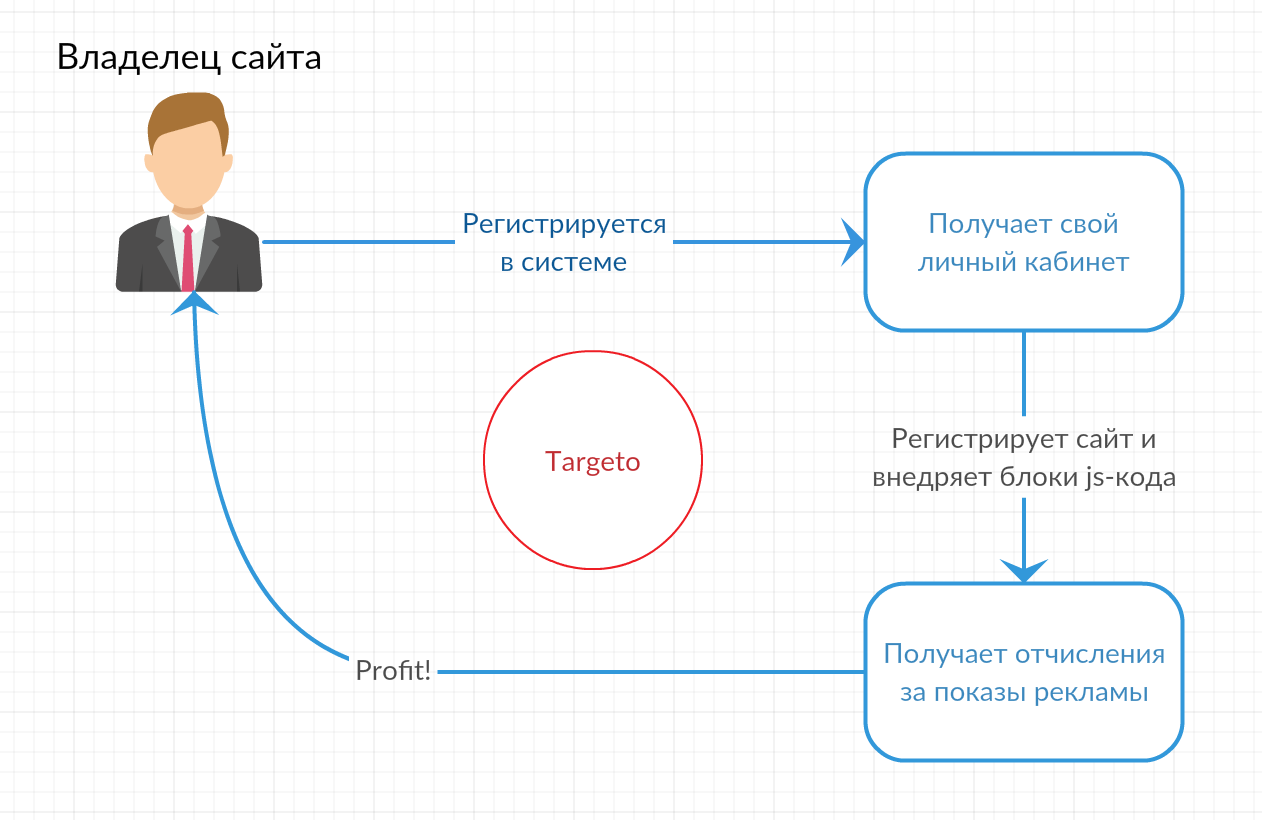 Владелец сайта
Регистрируется
в системе
Получает свой
личный кабинет
Targeto
Регистрирует сайт и
внедряет блоки js-кода
Profit!
Получает отчисления
за показы рекламы